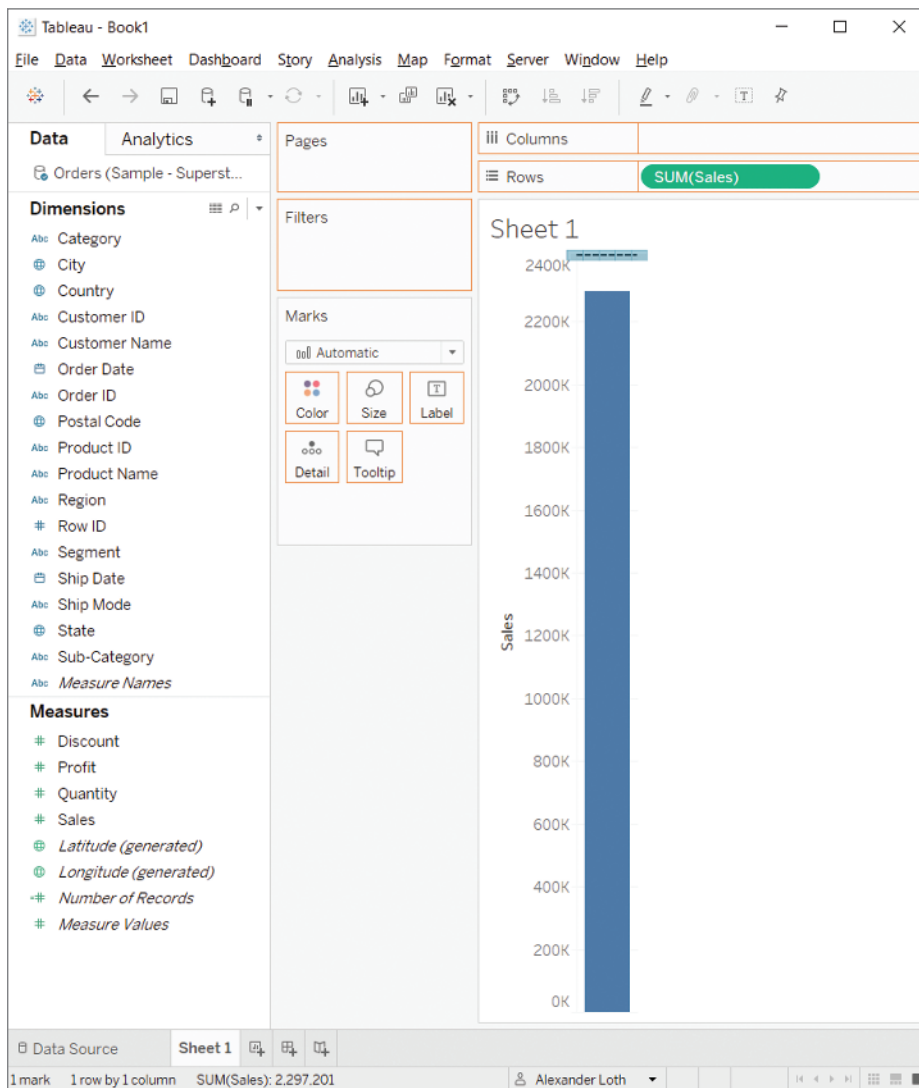 Tableau - Book1
File Data Worksheet Dashboard Story Analysis Map Format Server Window Help
Data Analytics
Orders (Sample - Superst...
Dimensions
Abc Category
City
Country
Abc Customer ID
Abc Customer Name
Order Date
Abc Order ID
Postal Code
Abc Product ID
Abc Product Name
Abc Region
# Row ID
Abc Segment
Ship Date
Abc Ship Mode
State
Abc Sub-Category
Abc Measure Names
Measures
# Discount
# Profit
# Quantity
# Sales
Latitude (generated)
Longitude (generated)
=# Number of Records
# Measure Values
Pages
Filters
Marks
Automatic
Color Size T Label
Detail Tooltip
Columns
Rows SUM(Sales)
Sheet 1
2400K
2200K
2000K
1800K
1600K
1400K
1200K
1000K
800K
600K
400K
200K
0K
Sales
Data Source Sheet 1
1 mark 1 row by 1 column SUM(Sales): 2,297,201 Alexander Loth